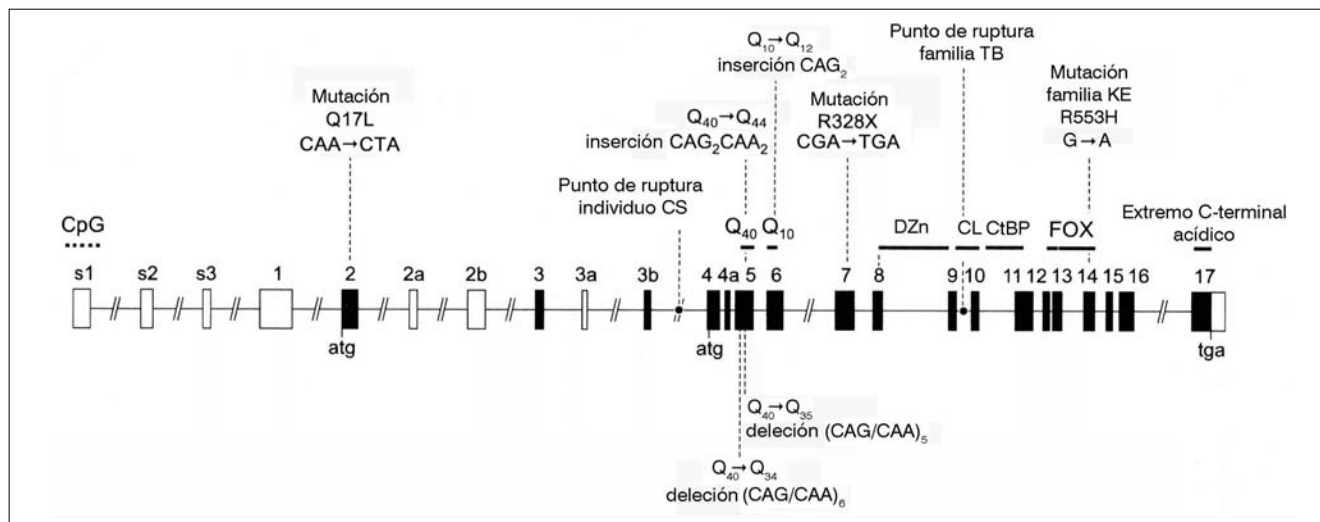 Q10→Q12
inserción CAG2
Punto de ruptura
familia TB
Mutación
familia KE
R553H
G→A
Mutación
Q17L
CAA→CTA
Q40→Q44
inserción CAG2CAA2
Mutación
R328X
CGA→TGA
Punto de ruptura
individuo CS
CpG
Q40
Q10
DZn
CL
CtBP
FOX
Extremo C-terminal
acídico
s1 s2 s3 1 2 2a 2b 3 3a 3b 4 4a 5 6 7 8 9 10 11 12 13 14 15 16 17
atg
atg
tga
Q40→Q35
deleción (CAG/CAA)5
Q40→Q34
deleción (CAG/CAA)6